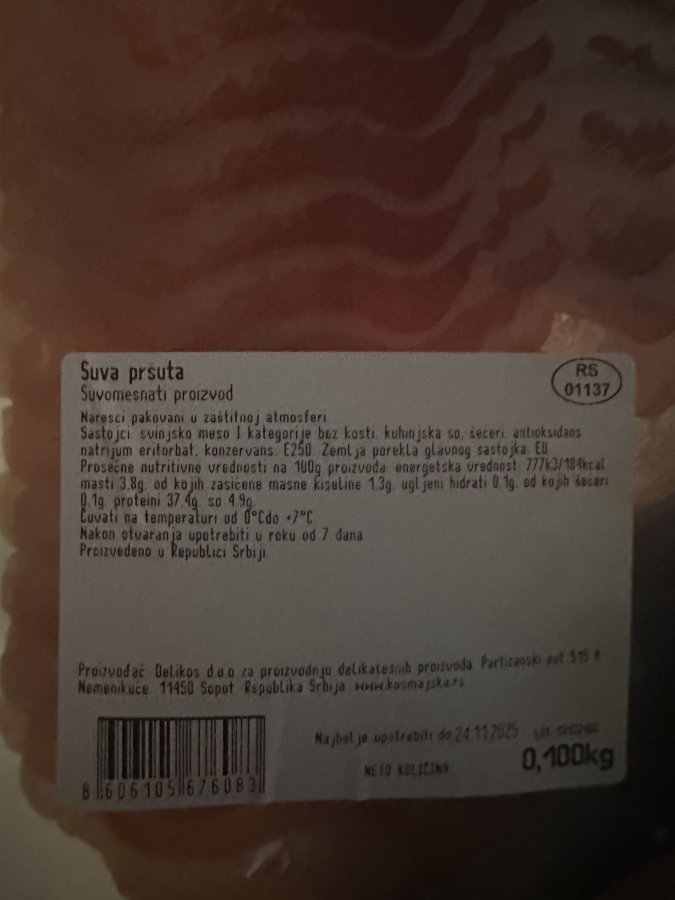 Suva pršuta
Suvomesnati proizvod
RS
01137
Naresci pakovani u zaštitnoj atmosferi.
Sastojci: svinjsko meso I kategorije bez kosti, kuhinjska so, šećeri, antioksidans
natrijum eritorbat, konzervans: E250. Zemlja porekla glavnog sastojka: EU.
Prosečne nutritivne vrednosti na 100g proizvoda: energetska vrednost: 777kJ/184kcal
masti 3,8g, od kojih zasićene masne kiseline 1,3g, ugljeni hidrati 0,1g, od kojih šećeri
0,1g, proteini 37,4g, so 4,9g.
Čuvati na temperaturi od 0°Cdo +7°C.
Nakon otvaranja upotrebiti u roku od 7 dana.
Proizvedeno u Republici Srbiji.
Proizvođač: Delikos d.o.o za proizvodnju delikatesnih proizvoda. Partizanski put 515
Nemenikuće, 11450 Sopot, Republika Srbija. www.kosmajska.rs
Najbolje upotrebiti do 24.11.2025
NETO KOLIČINA
0,100kg
8 606105 676083